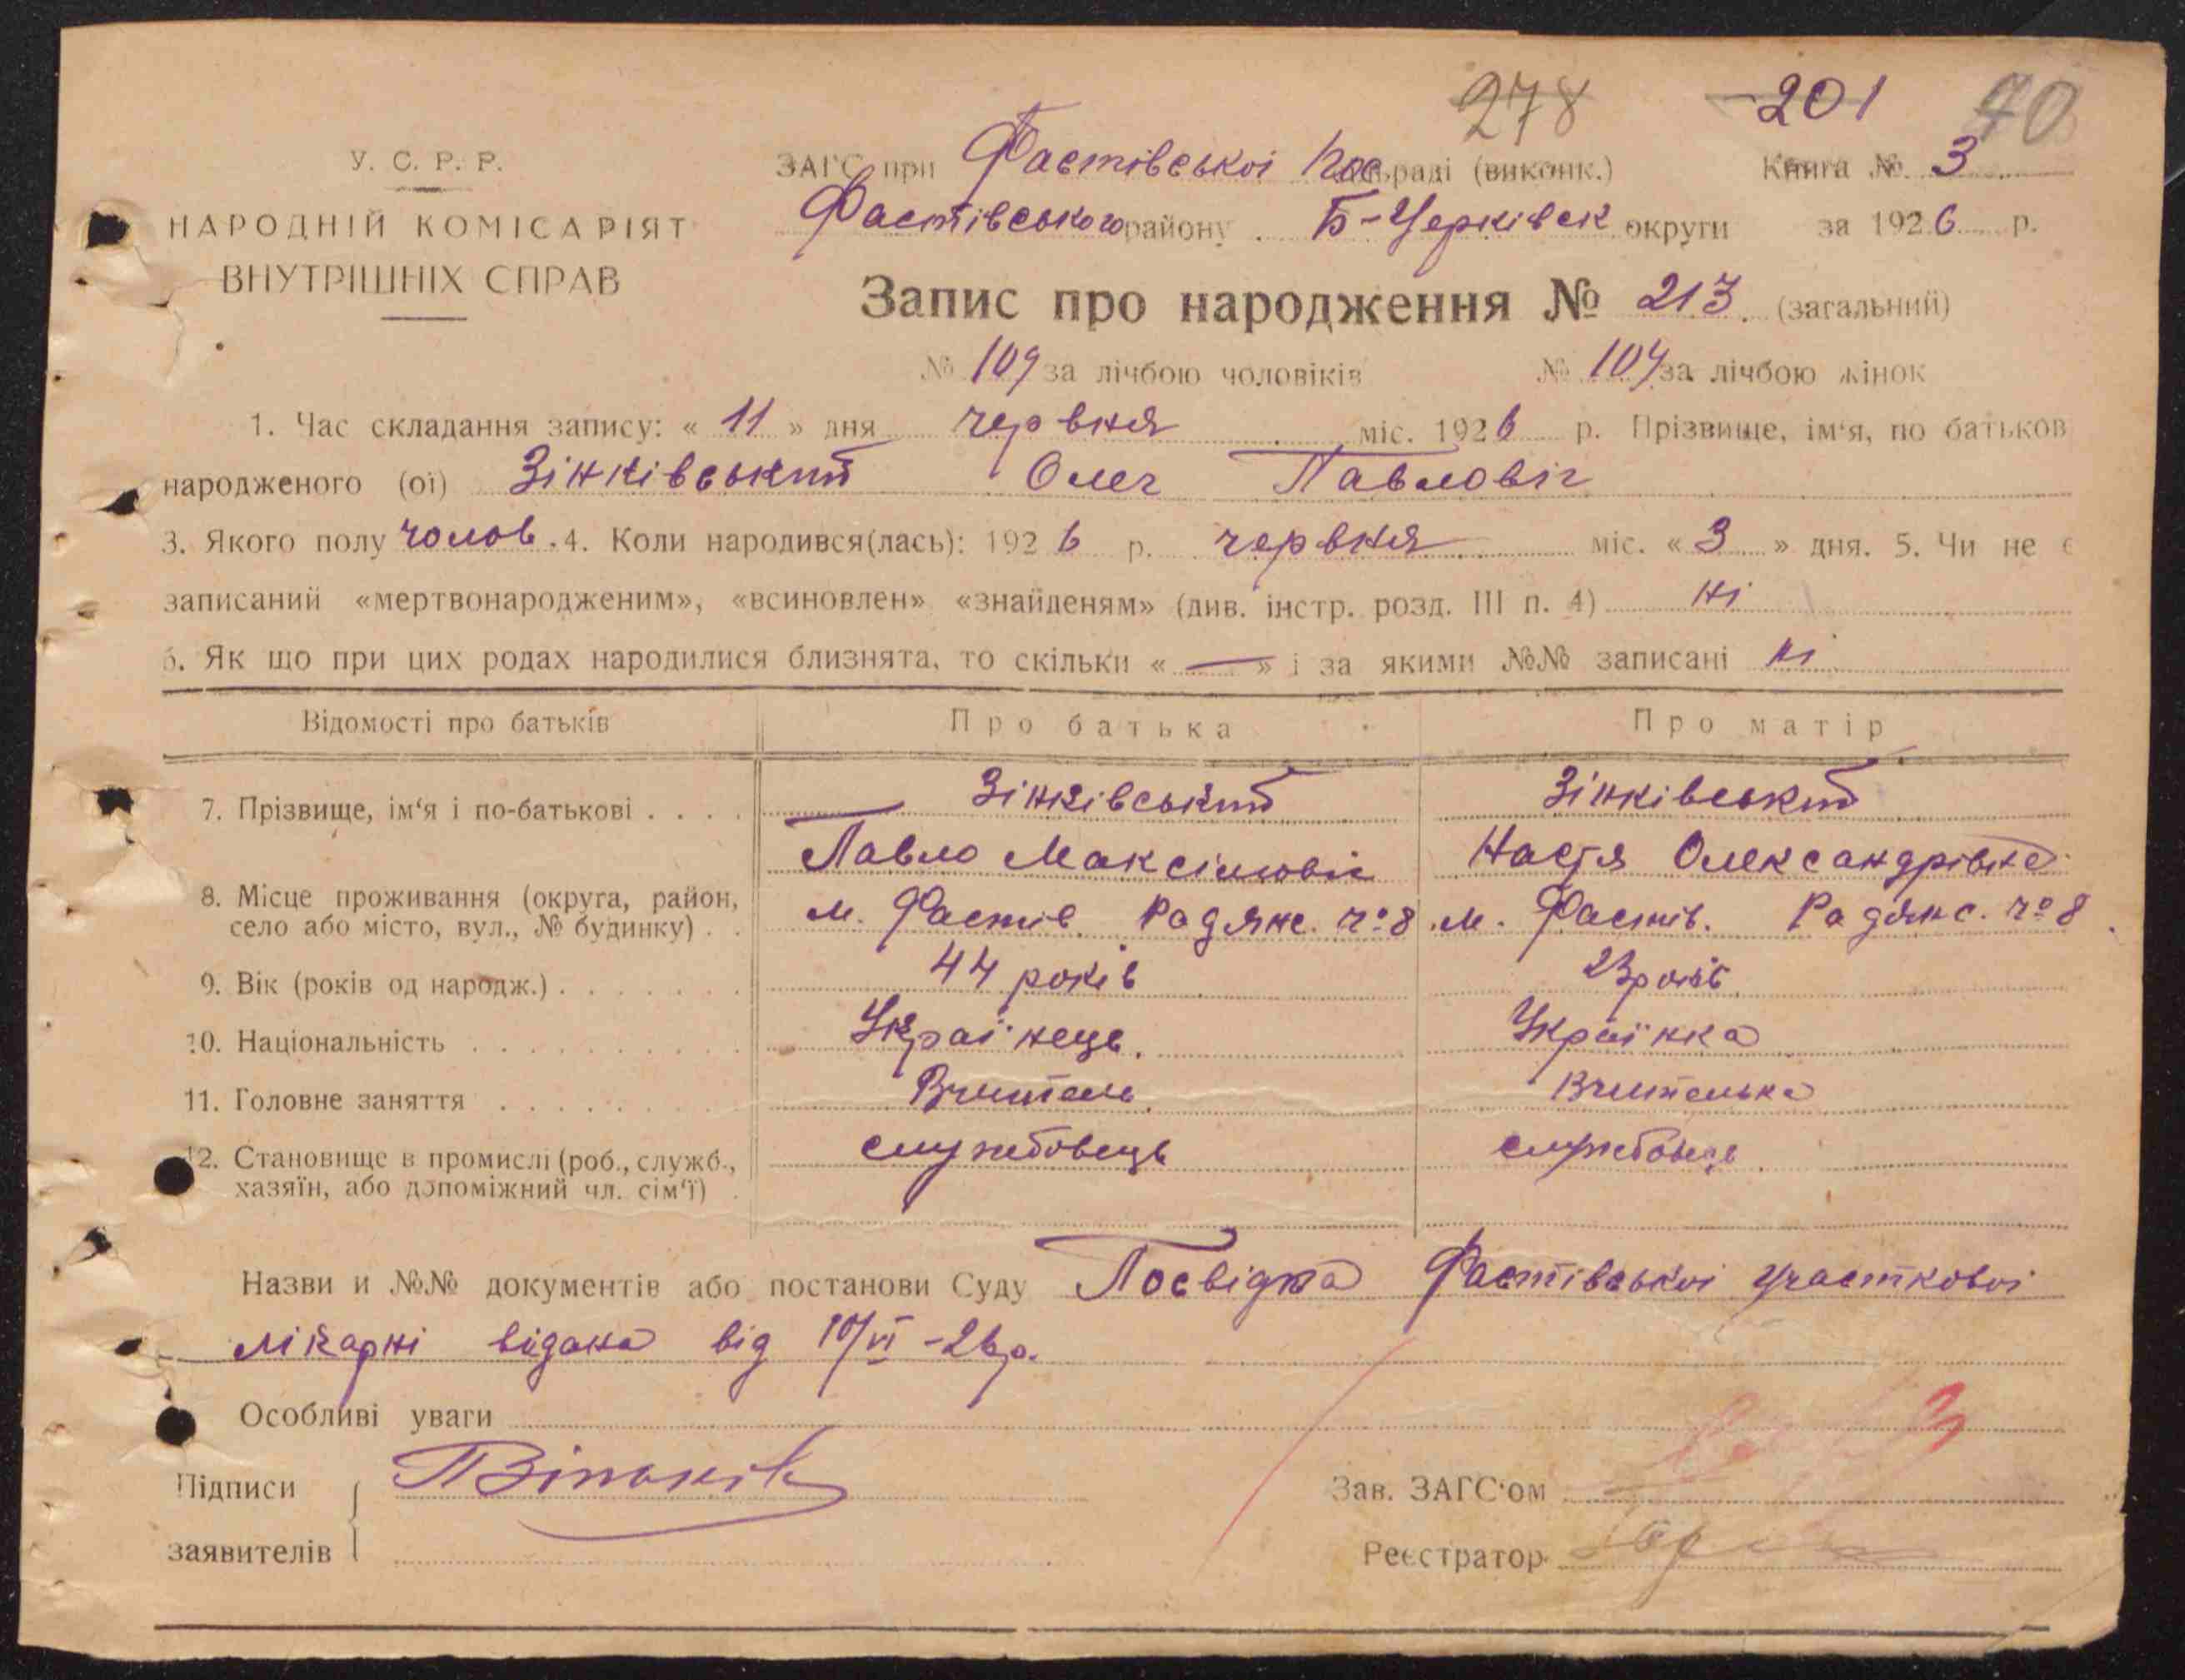 278 201 40
У. С. Р. Р.
НАРОДНІЙ КОМІСАРІЯТ
ВНУТРІШНІХ СПРАВ
ЗАГС при Фастівської раді (виконк.) Книга № 3
Фастівського району Б-Церківськ округи за 1926 р.
Запис про народження № 213 (загальний)
№ 109 за лічбою чоловіків № 104 за лічбою жінок
1. Час складання запису: « 11 » дня червня міс. 1926 р. Прізвище, ім'я, по батьков
народженого (ої) Зінківський Олег Павловіч
3. Якого полу чолов. 4. Коли народився(лась): 1926 р. червня міс. « 3 » дня. 5. Чи не є
записаний «мертвонародженим», «всиновлен» «знайденям» (див. інстр. розд. III п. 4) ні
6. Як що при цих родах народилися близнята, то скільки « — » і за якими №№ записані ні
Відомості про батьків Про батька Про матір
7. Прізвище, ім'я і по-батькові . . . . Зінківський Зінківський
Павло Максімовіч Настя Олександрівна
8. Місце проживання (округа, район,
село або місто, вул., № будинку) . . м. Фастів. Радянс. №8 м. Фастів. Радянс. №8
9. Вік (років од народж.) . . . . . . . 44 років 23 років
10. Національність . . . . . . . . . . Українець. Українка
11. Головне заняття . . . . . . . . Вчитель Вчителька
12. Становище в промислі (роб., служб., службовець службовець
хазяїн, або допоміжний чл. сім'ї) .
Назви и №№ документів або постанови Суду Посвідка Фастівської участкової
лікарні видана від 10/VI -26р.
Особливі уваги
Підписи
Зав. ЗАГС'ом
заявителів
Реєстратор